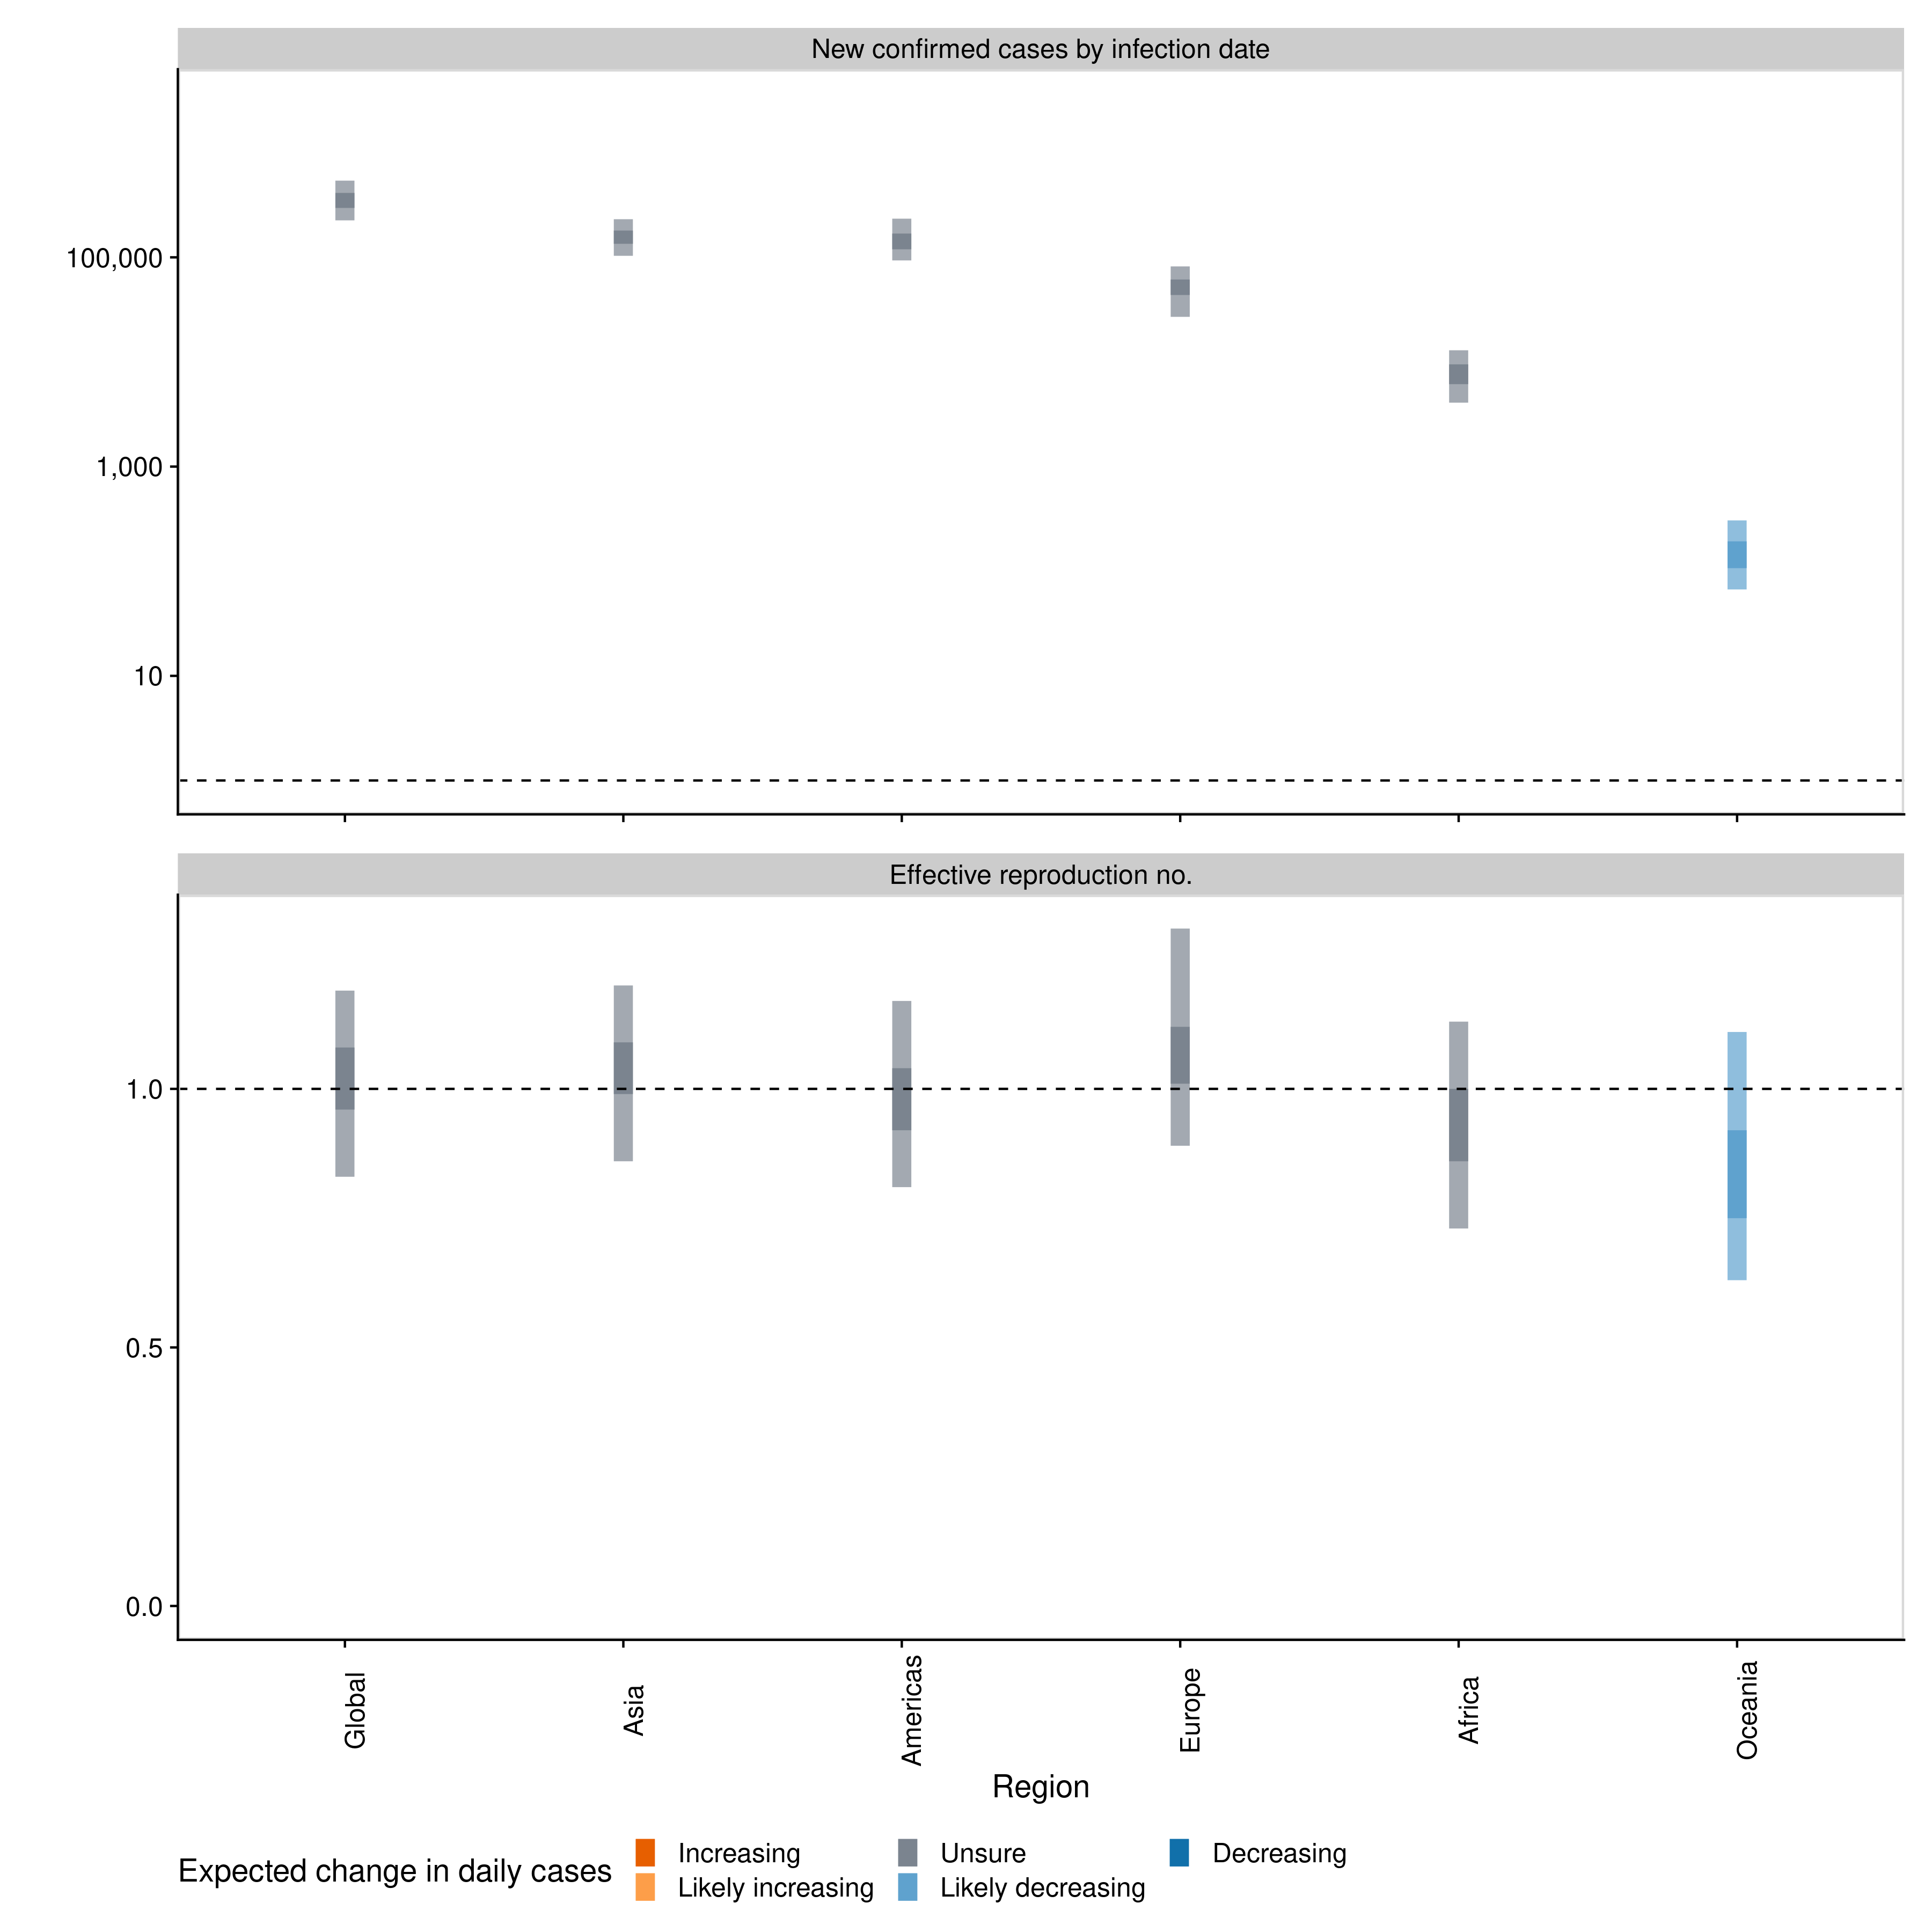 New confirmed cases by infection date
100,000
1,000
10
Effective reproduction no.
1.0
0.5
0.0
Global
Asia
Americas
Europe
Africa
Oceania
Region
Expected change in daily cases
Increasing
Likely increasing
Unsure
Likely decreasing
Decreasing